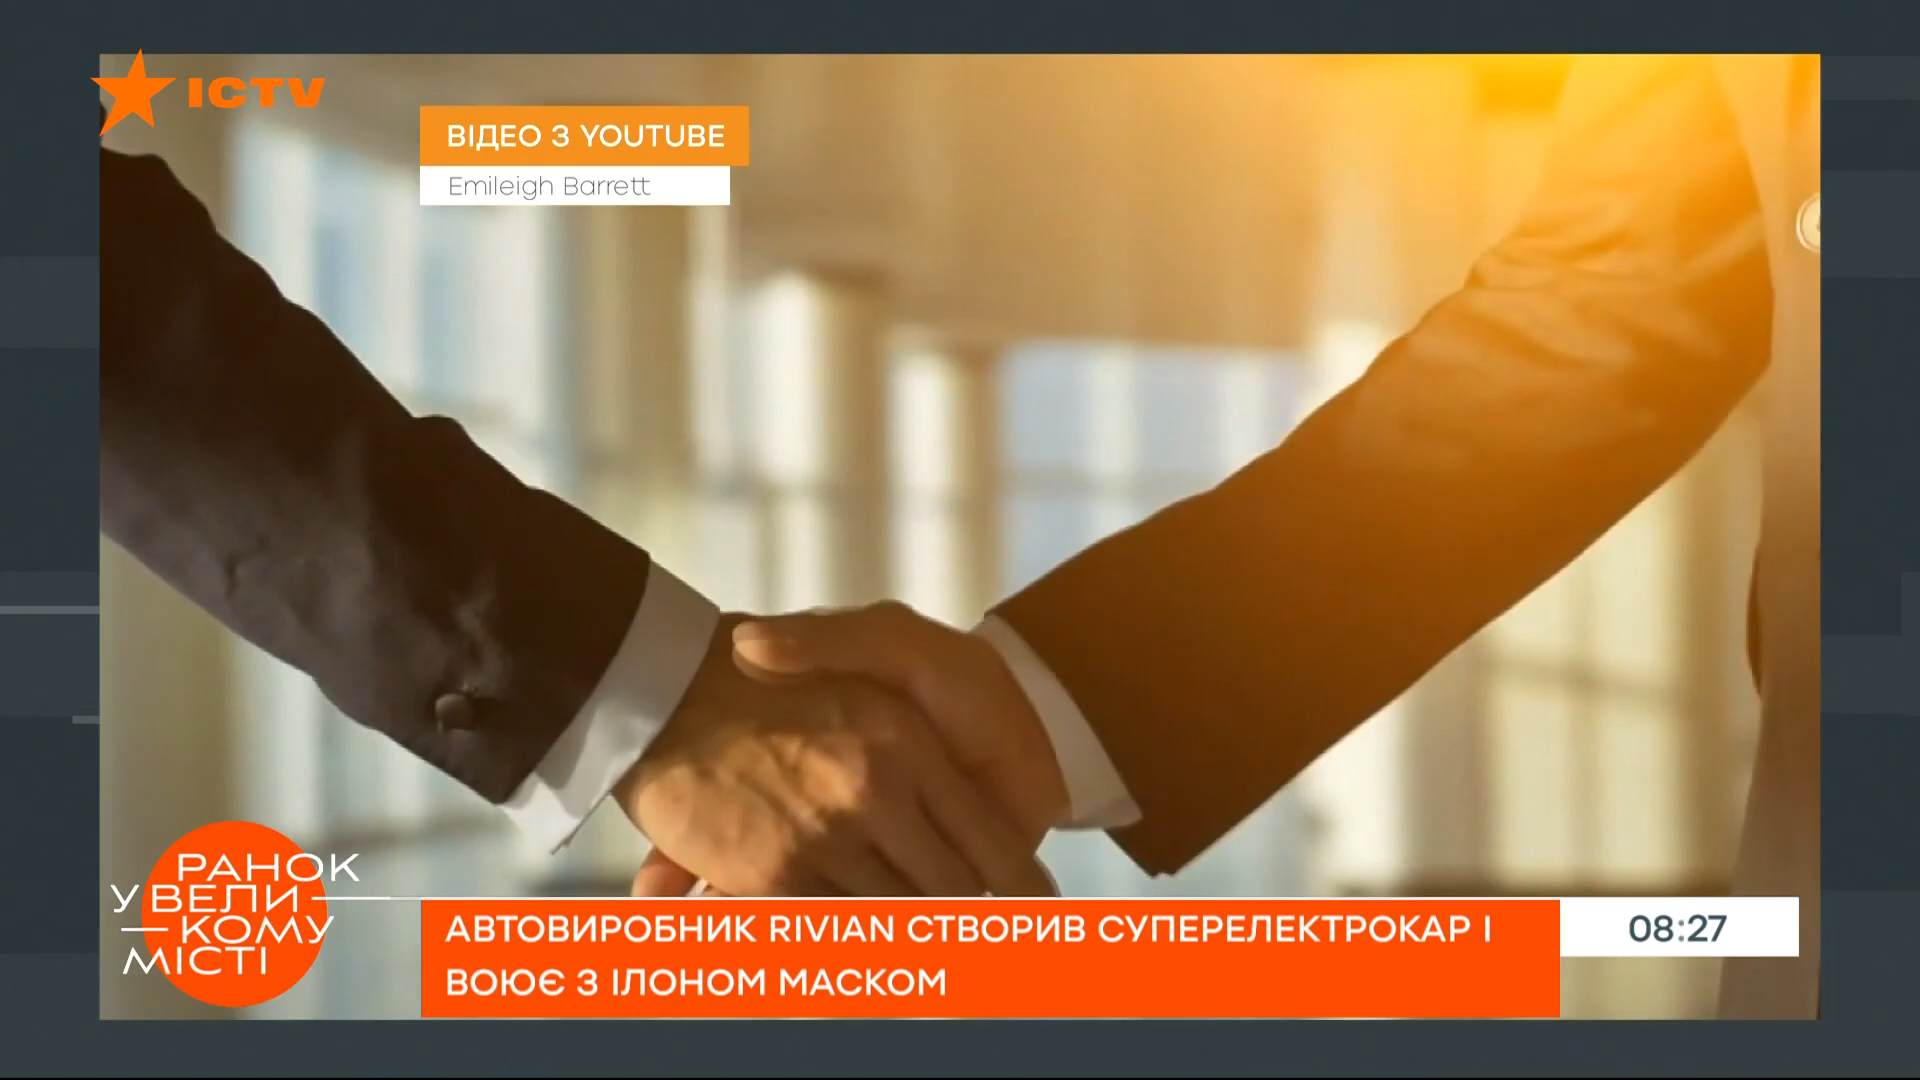 ICTV
ВІДЕО З YOUTUBE
Emileigh Barrett
РАНОК
У ВЕЛИ
КОМУ
МІСТІ
АВТОВИРОБНИК RIVIAN СТВОРИВ СУПЕРЕЛЕКТРОКАР І
ВОЮЄ З ІЛОНОМ МАСКОМ
08:27